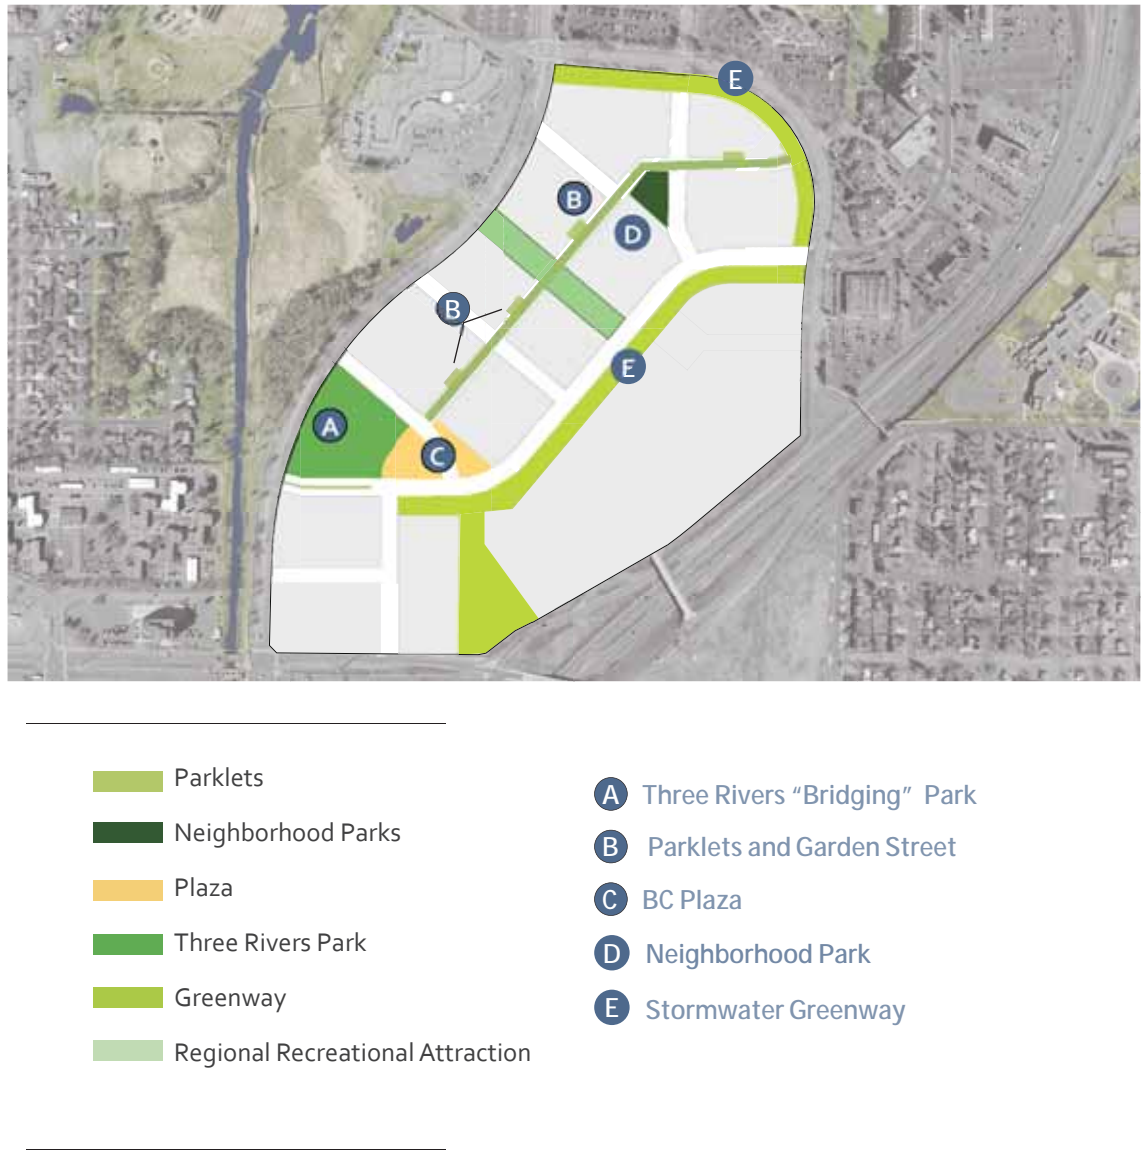 E
B
D
B
E
A
C
Parklets
Neighborhood Parks
Plaza
Three Rivers Park
Greenway
Regional Recreational Attraction
A Three Rivers “Bridging” Park
B Parklets and Garden Street
C BC Plaza
D Neighborhood Park
E Stormwater Greenway